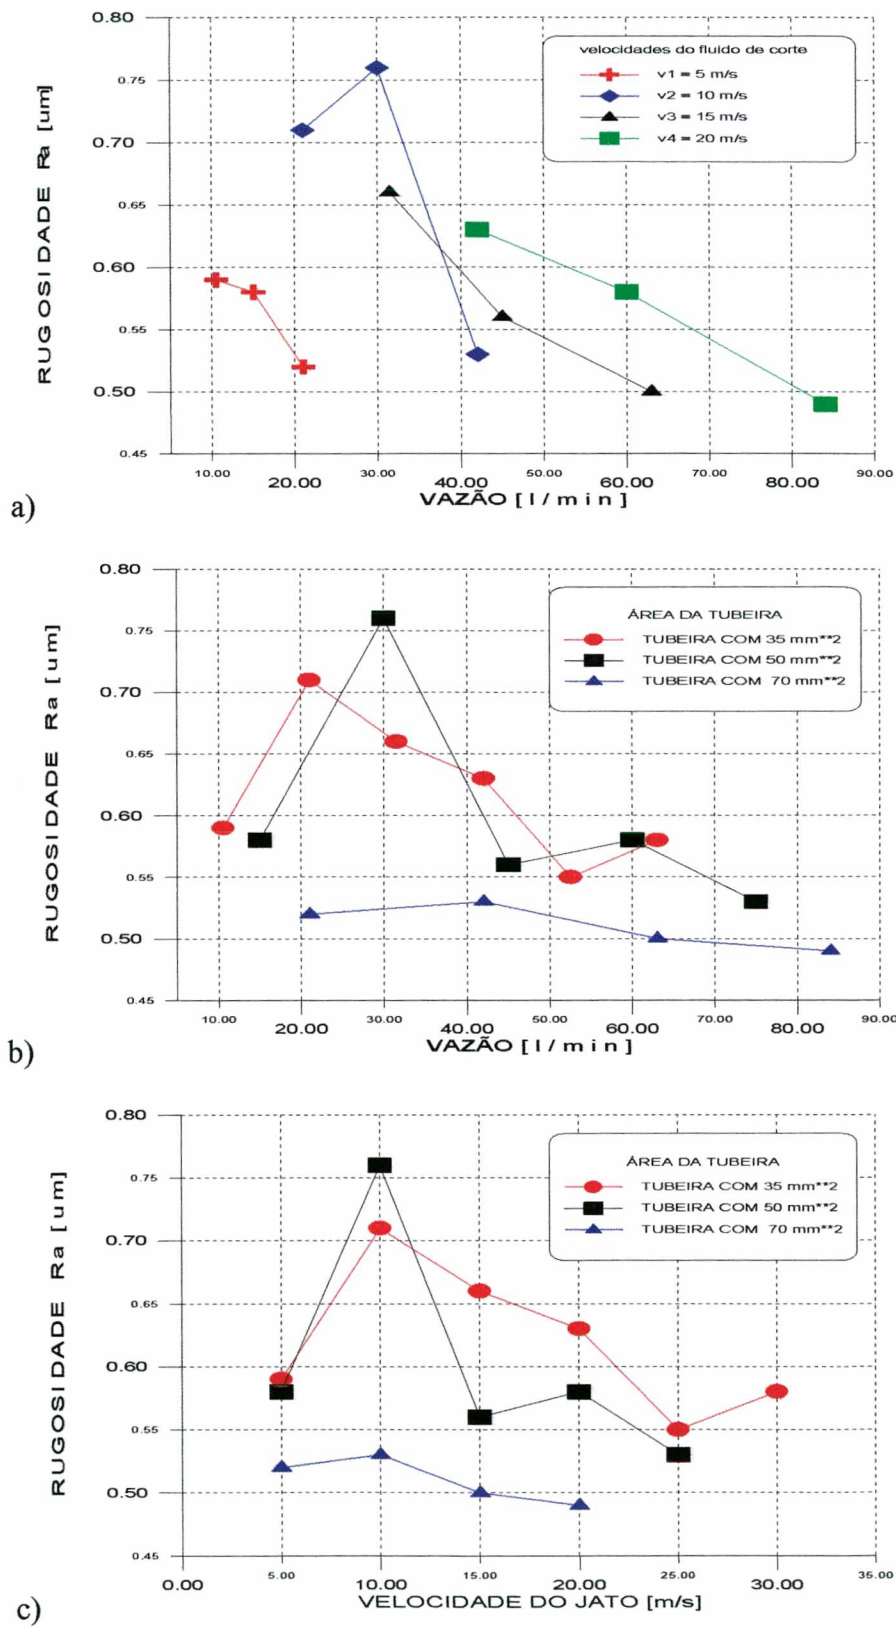 0.80
0.75
0.70
0.65
0.60
0.55
0.50
0.45
RUGOSIDADE Ra [um]
velocidades do fluido de corte
v1 = 5 m/s
v2 = 10 m/s
v3 = 15 m/s
v4 = 20 m/s
10.00 20.00 30.00 40.00 50.00 60.00 70.00 80.00 90.00
VAZÃO [l/min]
a)
0.80
0.75
0.70
0.65
0.60
0.55
0.50
0.45
RUGOSIDADE Ra [um]
ÁREA DA TUBEIRA
TUBEIRA COM 35 mm**2
TUBEIRA COM 50 mm**2
TUBEIRA COM 70 mm**2
10.00 20.00 30.00 40.00 50.00 60.00 70.00 80.00 90.00
VAZÃO [l/min]
b)
0.80
0.75
0.70
0.65
0.60
0.55
0.50
0.45
RUGOSIDADE Ra [um]
ÁREA DA TUBEIRA
TUBEIRA COM 35 mm**2
TUBEIRA COM 50 mm**2
TUBEIRA COM 70 mm**2
0.00 5.00 10.00 15.00 20.00 25.00 30.00 35.00
VELOCIDADE DO JATO [m/s]
c)